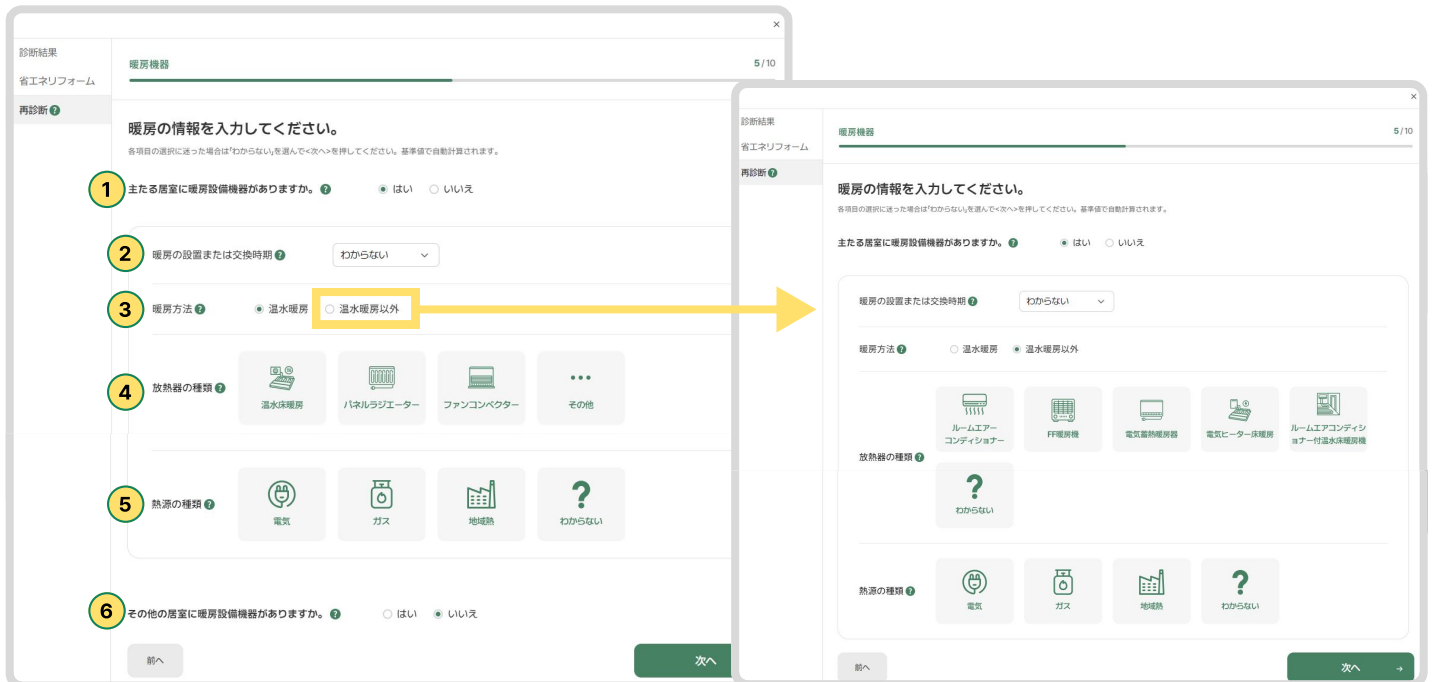 ×
診断結果
省エネリフォーム
再診断 ?
暖房機器
5/10
暖房の情報を入力してください。
各項目の選択に迷った場合は「わからない」を選んで<次へ>を押してください。基準値で自動計算されます。
1 主たる居室に暖房設備機器がありますか。 ? はい いいえ
2 暖房の設置または交換時期 ? わからない
3 暖房方法 ? 温水暖房 温水暖房以外
4 放熱器の種類 ?
温水床暖房 パネルラジエーター ファンコンベクター その他
5 熱源の種類 ?
電気 ガス 地域熱 ? わからない
6 その他の居室に暖房設備機器がありますか。 ? はい いいえ
前へ 次へ
×
診断結果
省エネリフォーム
再診断 ?
暖房機器
5/10
暖房の情報を入力してください。
各項目の選択に迷った場合は「わからない」を選んで<次へ>を押してください。基準値で自動計算されます。
主たる居室に暖房設備機器がありますか。 ? はい いいえ
暖房の設置または交換時期 ? わからない
暖房方法 ? 温水暖房 温水暖房以外
放熱器の種類 ?
ルームエアー
コンディショナー
FF暖房機
電気蓄熱暖房器
電気ヒーター床暖房
ルームエアコンディシ
ョナー付温水床暖房機
?
わからない
熱源の種類 ?
電気 ガス 地域熱 ? わからない
前へ 次へ →